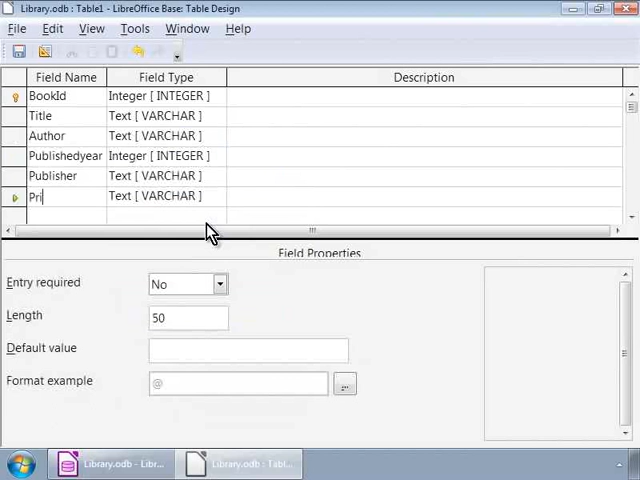 Library.odb : Table1 - LibreOffice Base: Table Design
File Edit View Tools Window Help
Field Name Field Type Description
BookId Integer [ INTEGER ]
Title Text [ VARCHAR ]
Author Text [ VARCHAR ]
Publishedyear Integer [ INTEGER ]
Publisher Text [ VARCHAR ]
Pri Text [ VARCHAR ]
Field Properties
Entry required No
Length 50
Default value
Format example @
...
Library.odb - Libr... Library.odb : Tabl...